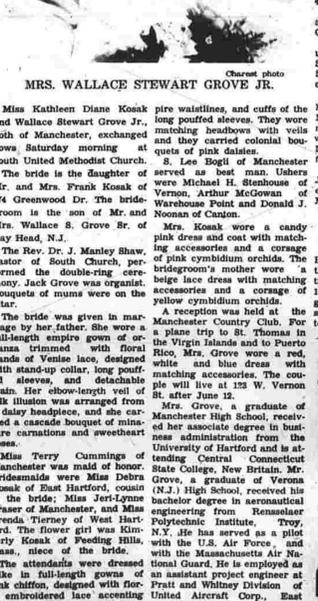 Charest photo
MRS. WALLACE STEWART GROVE JR.
Miss Kathleen Diane Kosak
nd Wallace Stewart Grove Jr.,
oth of Manchester, exchanged
ows Saturday morning at
outh United Methodist Church.
The bride is the daughter of
r. and Mrs. Frank Kosak of
4 Greenwood Dr. The bride-
room is the son of Mr. and
Mrs. Wallace S. Grove Sr. of
ay Head, N.J.
The Rev. Dr. J. Manley Shaw,
astor of South Church, per-
ormed the double-ring cere-
ony. Jack Grove was organist.
ouquets of mums were on the
tar.
The bride was given in mar-
age by her father. She wore a
ll-length empire gown of or-
anza trimmed with floral
ands of Venise lace, designed
ith stand-up collar, long pouff-
d sleeves, and detachable
ain. Her elbow-length veil of
lk illusion was arranged from
daisy headpiece, and she car-
ed a cascade bouquet of mina-
re carnations and sweetheart
oses.
Miss Terry Cummings of
anchester was maid of honor.
ridesmaids were Miss Debra
osak of East Hartford, cousin
the bride; Miss Jeri-Lynne
raser of Manchester, and Miss
renda Tierney of West Hart-
rd. The flower girl was Kim-
erly Kosak of Feeding Hills,
ass., niece of the bride.
The attendants were dressed
ike in full-length gowns of
nk chiffon, designed with flor-
embroidered lace accenting
pire waistlines, and cuffs of the
long pouffed sleeves. They wore
matching headbows with veils
and they carried colonial bou-
quets of pink daisies.
S. Lee Bogli of Manchester
served as best man. Ushers
were Michael H. Stenhouse of
Vernon, Arthur McGowan of
Warehouse Point and Donald J.
Noonan of Canton.
Mrs. Kosak wore a candy
pink dress and coat with match-
ing accessories and a corsage
of pink cymbidium orchids. The
bridegroom's mother wore a
beige lace dress with matching
accessories and a corsage of
yellow cymbidium orchids.
A reception was held at the
Manchester Country Club. For
a plane trip to St. Thomas in
the Virgin Islands and to Puerto
Rico, Mrs. Grove wore a red,
white and blue dress with
matching accessories. The cou-
ple will live at 123 W. Vernon
St. after June 12.
Mrs. Grove, a graduate of
Manchester High School, receiv-
ed her associate degree in busi-
ness administration from the
University of Hartford and is at-
tending Central Connecticut
State College, New Britain. Mr.
Grove, a graduate of Verona
(N.J.) High School, received his
bachelor degree in aeronautical
engineering from Renssalaer
Polytechnic Institute, Troy,
N.Y. He has served as a pilot
with the U.S. Air Force, and
with the Massachusetts Air Na-
tional Guard. He is employed as
an assistant project engineer at
Pratt and Whitney Division of
United Aircraft Corp., East